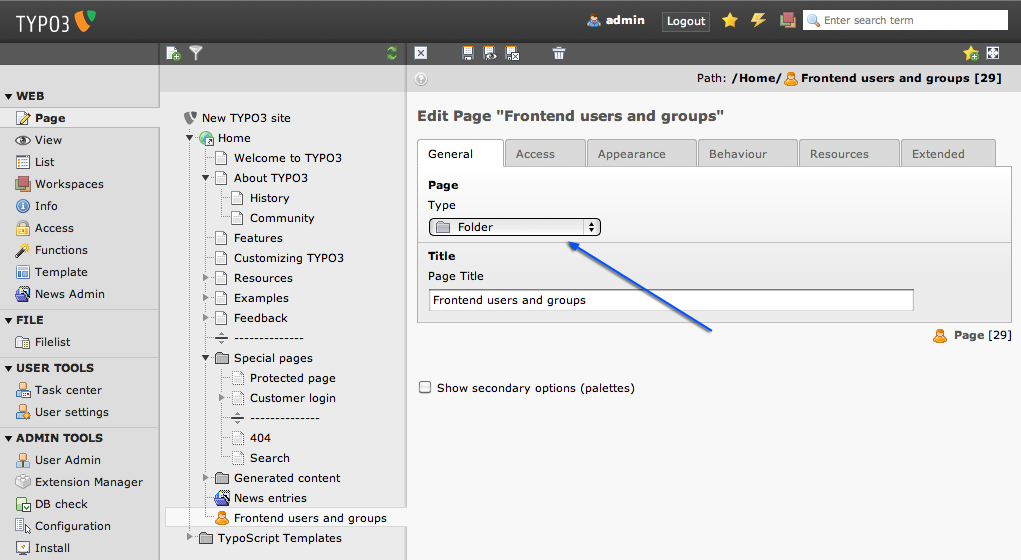 TYPO3
admin
Logout
Enter search term
Path: /Home/ Frontend users and groups [29]
WEB
Page
View
List
Workspaces
Info
Access
Functions
Template
News Admin
FILE
Filelist
USER TOOLS
Task center
User settings
ADMIN TOOLS
User Admin
Extension Manager
DB check
Configuration
Install
New TYPO3 site
Home
Welcome to TYPO3
About TYPO3
History
Community
Features
Customizing TYPO3
Resources
Examples
Feedback
--------------
Special pages
Protected page
Customer login
--------------
404
Search
Generated content
News entries
Frontend users and groups
TypoScript Templates
Edit Page "Frontend users and groups"
General Access Appearance Behaviour Resources Extended
Page
Type
Folder
Title
Page Title
Frontend users and groups
Page [29]
Show secondary options (palettes)